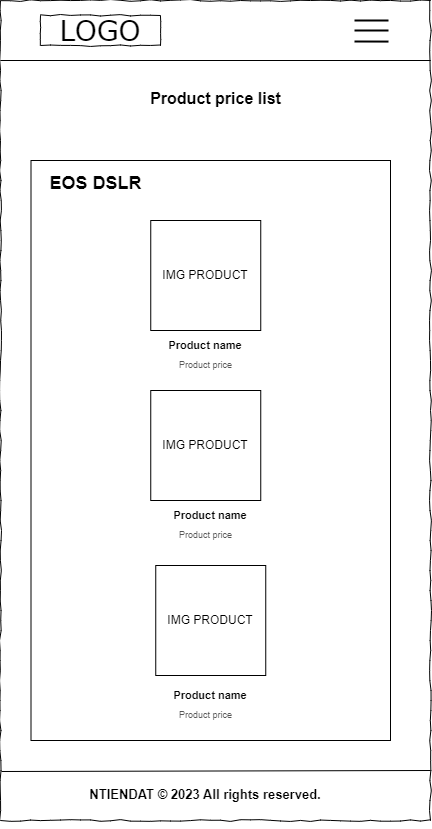 LOGO
Product price list
EOS DSLR
IMG PRODUCT
Product name
Product price
IMG PRODUCT
Product name
Product price
IMG PRODUCT
Product name
Product price
NTIENDAT © 2023 All rights reserved.